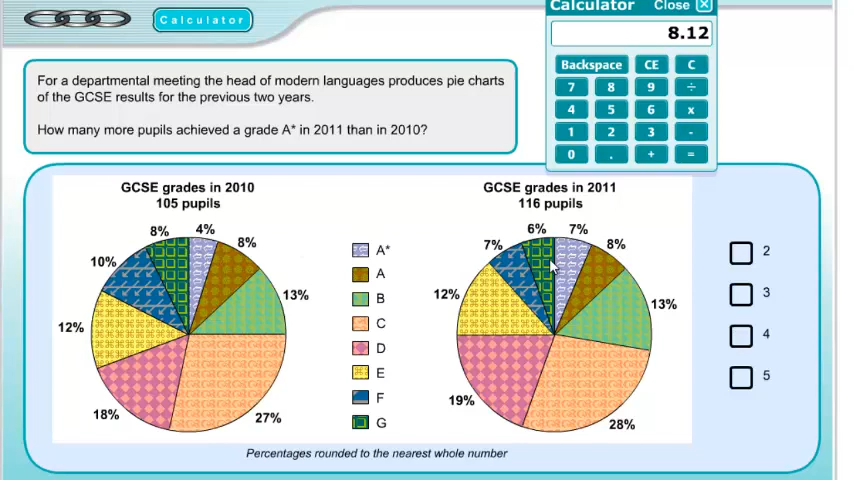 Calculator
Calculator Close X
8.12
Backspace CE C
7 8 9 ÷
4 5 6 x
1 2 3 -
0 . + =
For a departmental meeting the head of modern languages produces pie charts
of the GCSE results for the previous two years.
How many more pupils achieved a grade A* in 2011 than in 2010?
GCSE grades in 2010
105 pupils
8% 4%
8%
10%
13%
12%
18%
27%
A*
A
B
C
D
E
F
G
GCSE grades in 2011
116 pupils
6% 7%
7% 8%
12%
13%
19%
28%
2
3
4
5
Percentages rounded to the nearest whole number